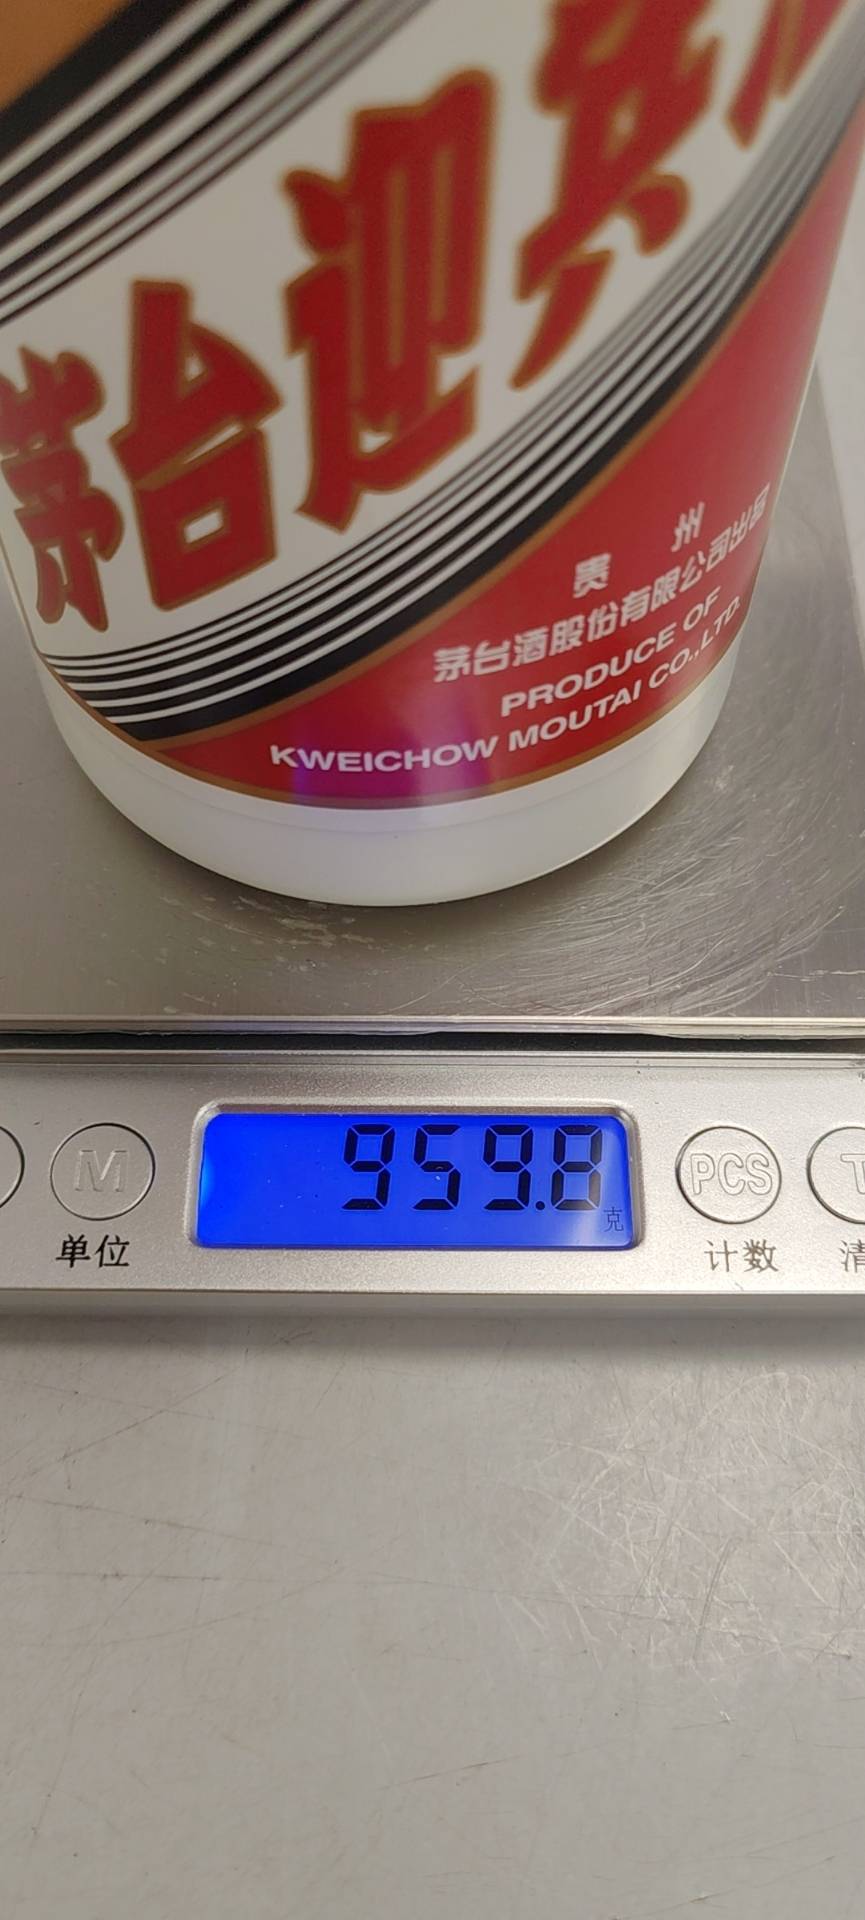 茅台迎宾
贵州
茅台酒股份有限公司出品
PRODUCE OF
KWEICHOW MOUTAI CO.,LTD.
M
959.8
克
PCS
T
单位
计数
清